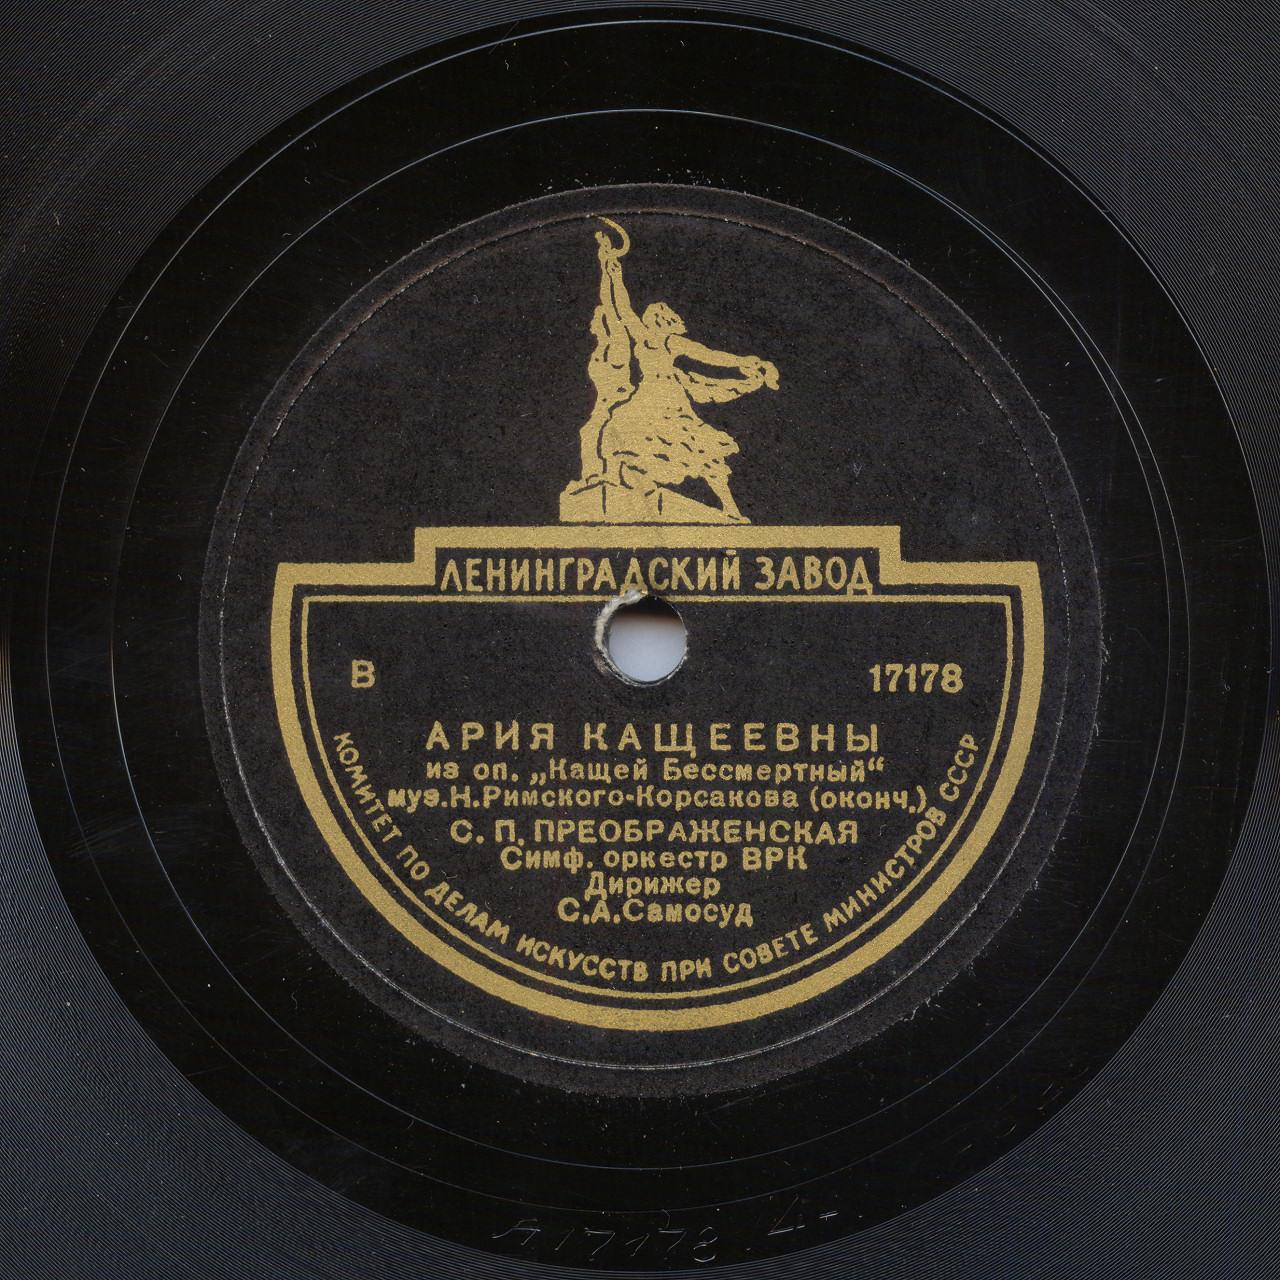 ЛЕНИНГРАДСКИЙ ЗАВОД
В 17178
АРИЯ КАЩЕЕВНЫ
из оп. „Кащей Бессмертный“
муз.Н.Римского-Корсакова (оконч.)
С. П. ПРЕОБРАЖЕНСКАЯ
Симф. оркестр ВРК
Дирижер
С.А.Самосуд
КОМИТЕТ ПО ДЕЛАМ ИСКУССТВ ПРИ СОВЕТЕ МИНИСТРОВ СССР
17178